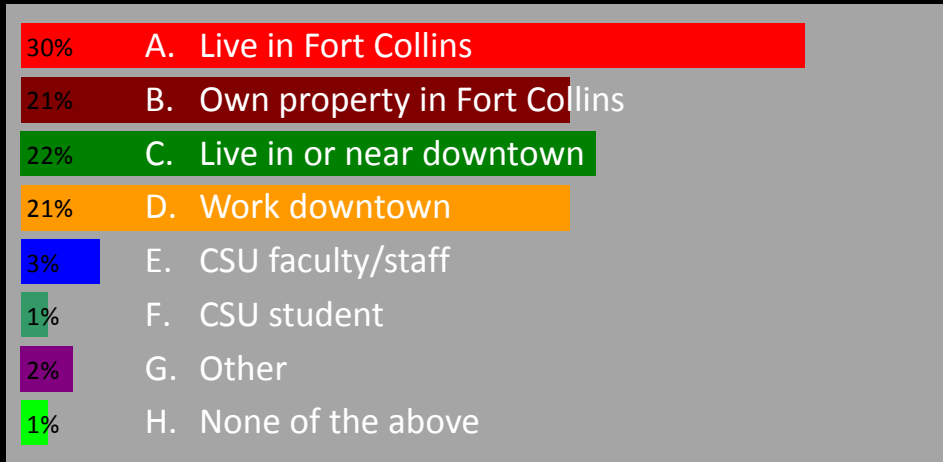 30% A. Live in Fort Collins
21% B. Own property in Fort Collins
22% C. Live in or near downtown
21% D. Work downtown
3% E. CSU faculty/staff
1% F. CSU student
2% G. Other
1% H. None of the above